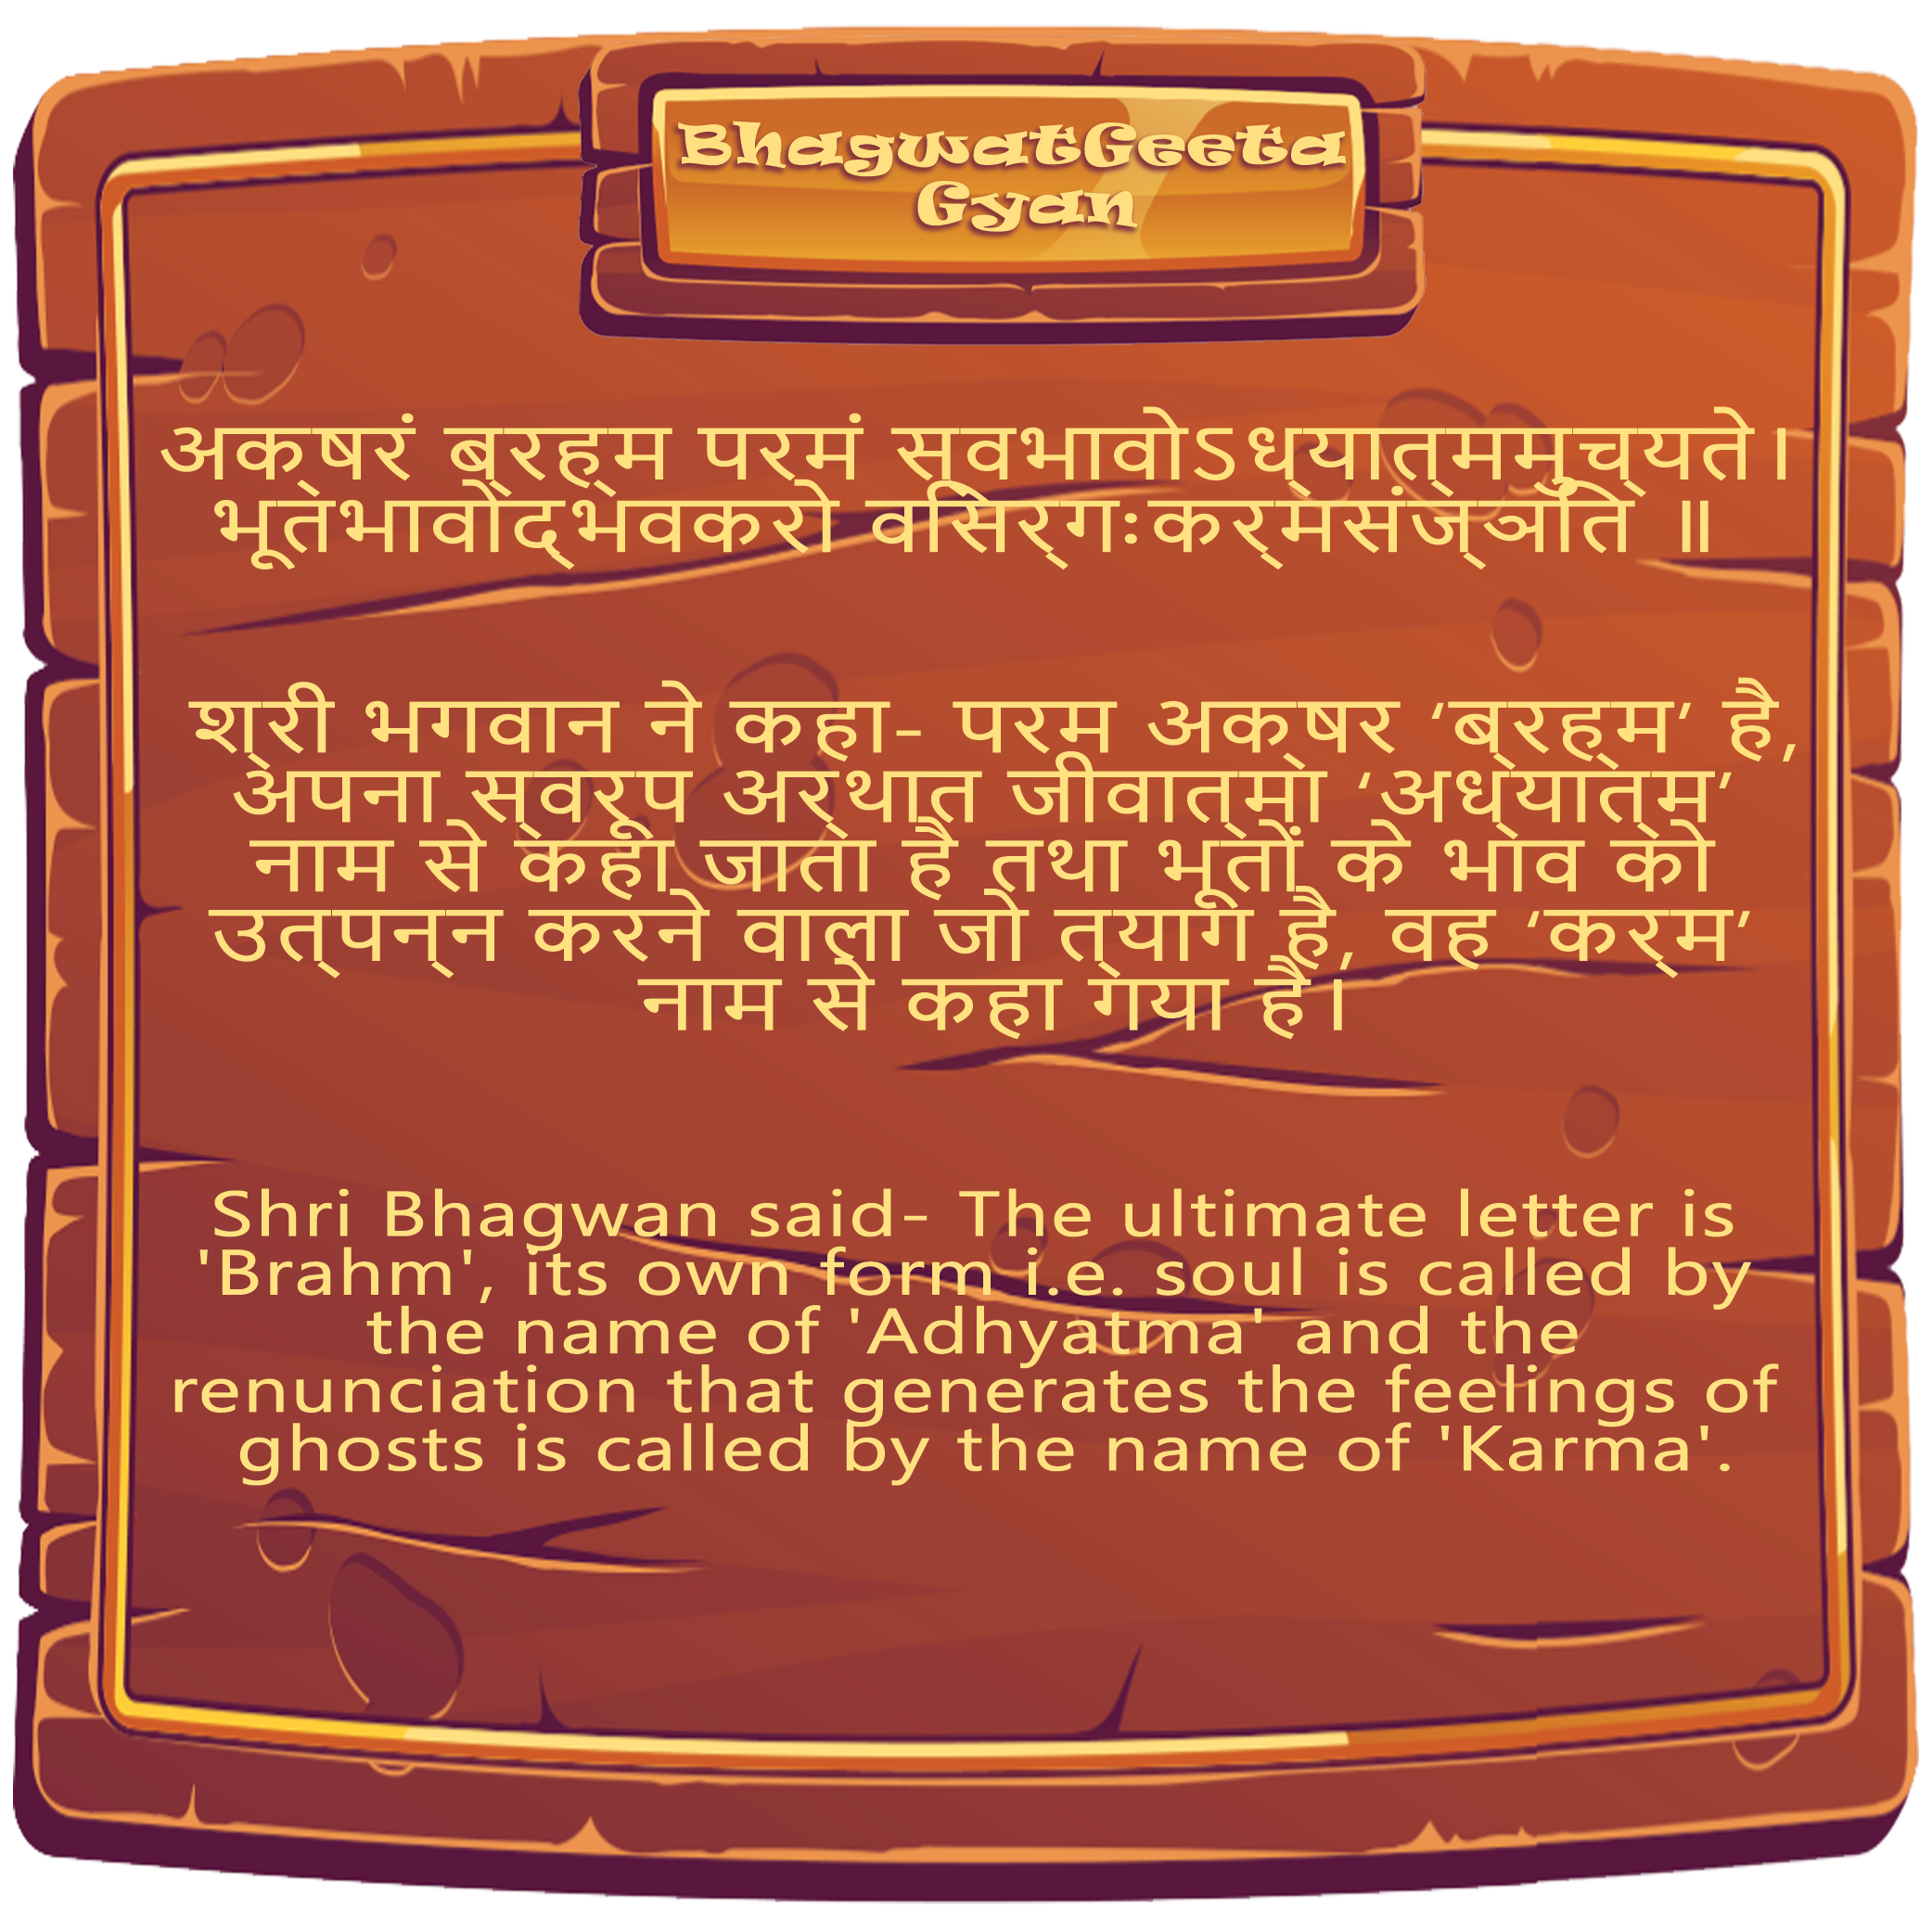 BhagwatGeeta
Gyan
अक्षरं ब्रह्म परमं स्वभावोऽध्यात्ममुच्यते।
भूतभावोद्भवकरो वसिर्गःकर्मसंज्ञति ॥
श्री भगवान ने कहा- परम अक्षर ‘ब्रह्म’ है,
अपना स्वरूप अर्थात जीवात्मा ‘अध्यात्म’
नाम से कहा जाता है तथा भूतों के भाव को
उत्पन्न करने वाला जो त्याग है, वह ‘कर्म’
नाम से कहा गया है।
Shri Bhagwan said- The ultimate letter is
'Brahm', its own form i.e. soul is called by
the name of 'Adhyatma' and the
renunciation that generates the feelings of
ghosts is called by the name of 'Karma'.